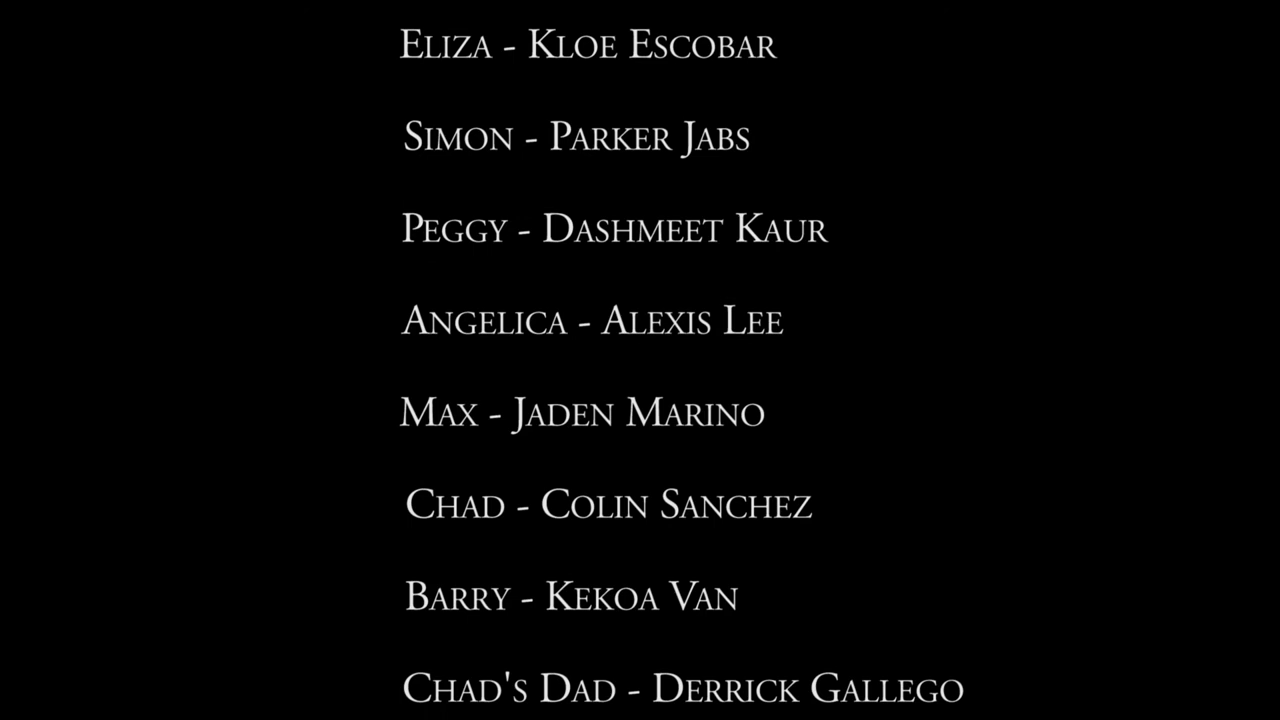 Eliza - Kloe Escobar
Simon - Parker Jabs
Peggy - Dashmeet Kaur
Angelica - Alexis Lee
Max - Jaden Marino
Chad - Colin Sanchez
Barry - Kekoa Van
Chad's Dad - Derrick Gallego